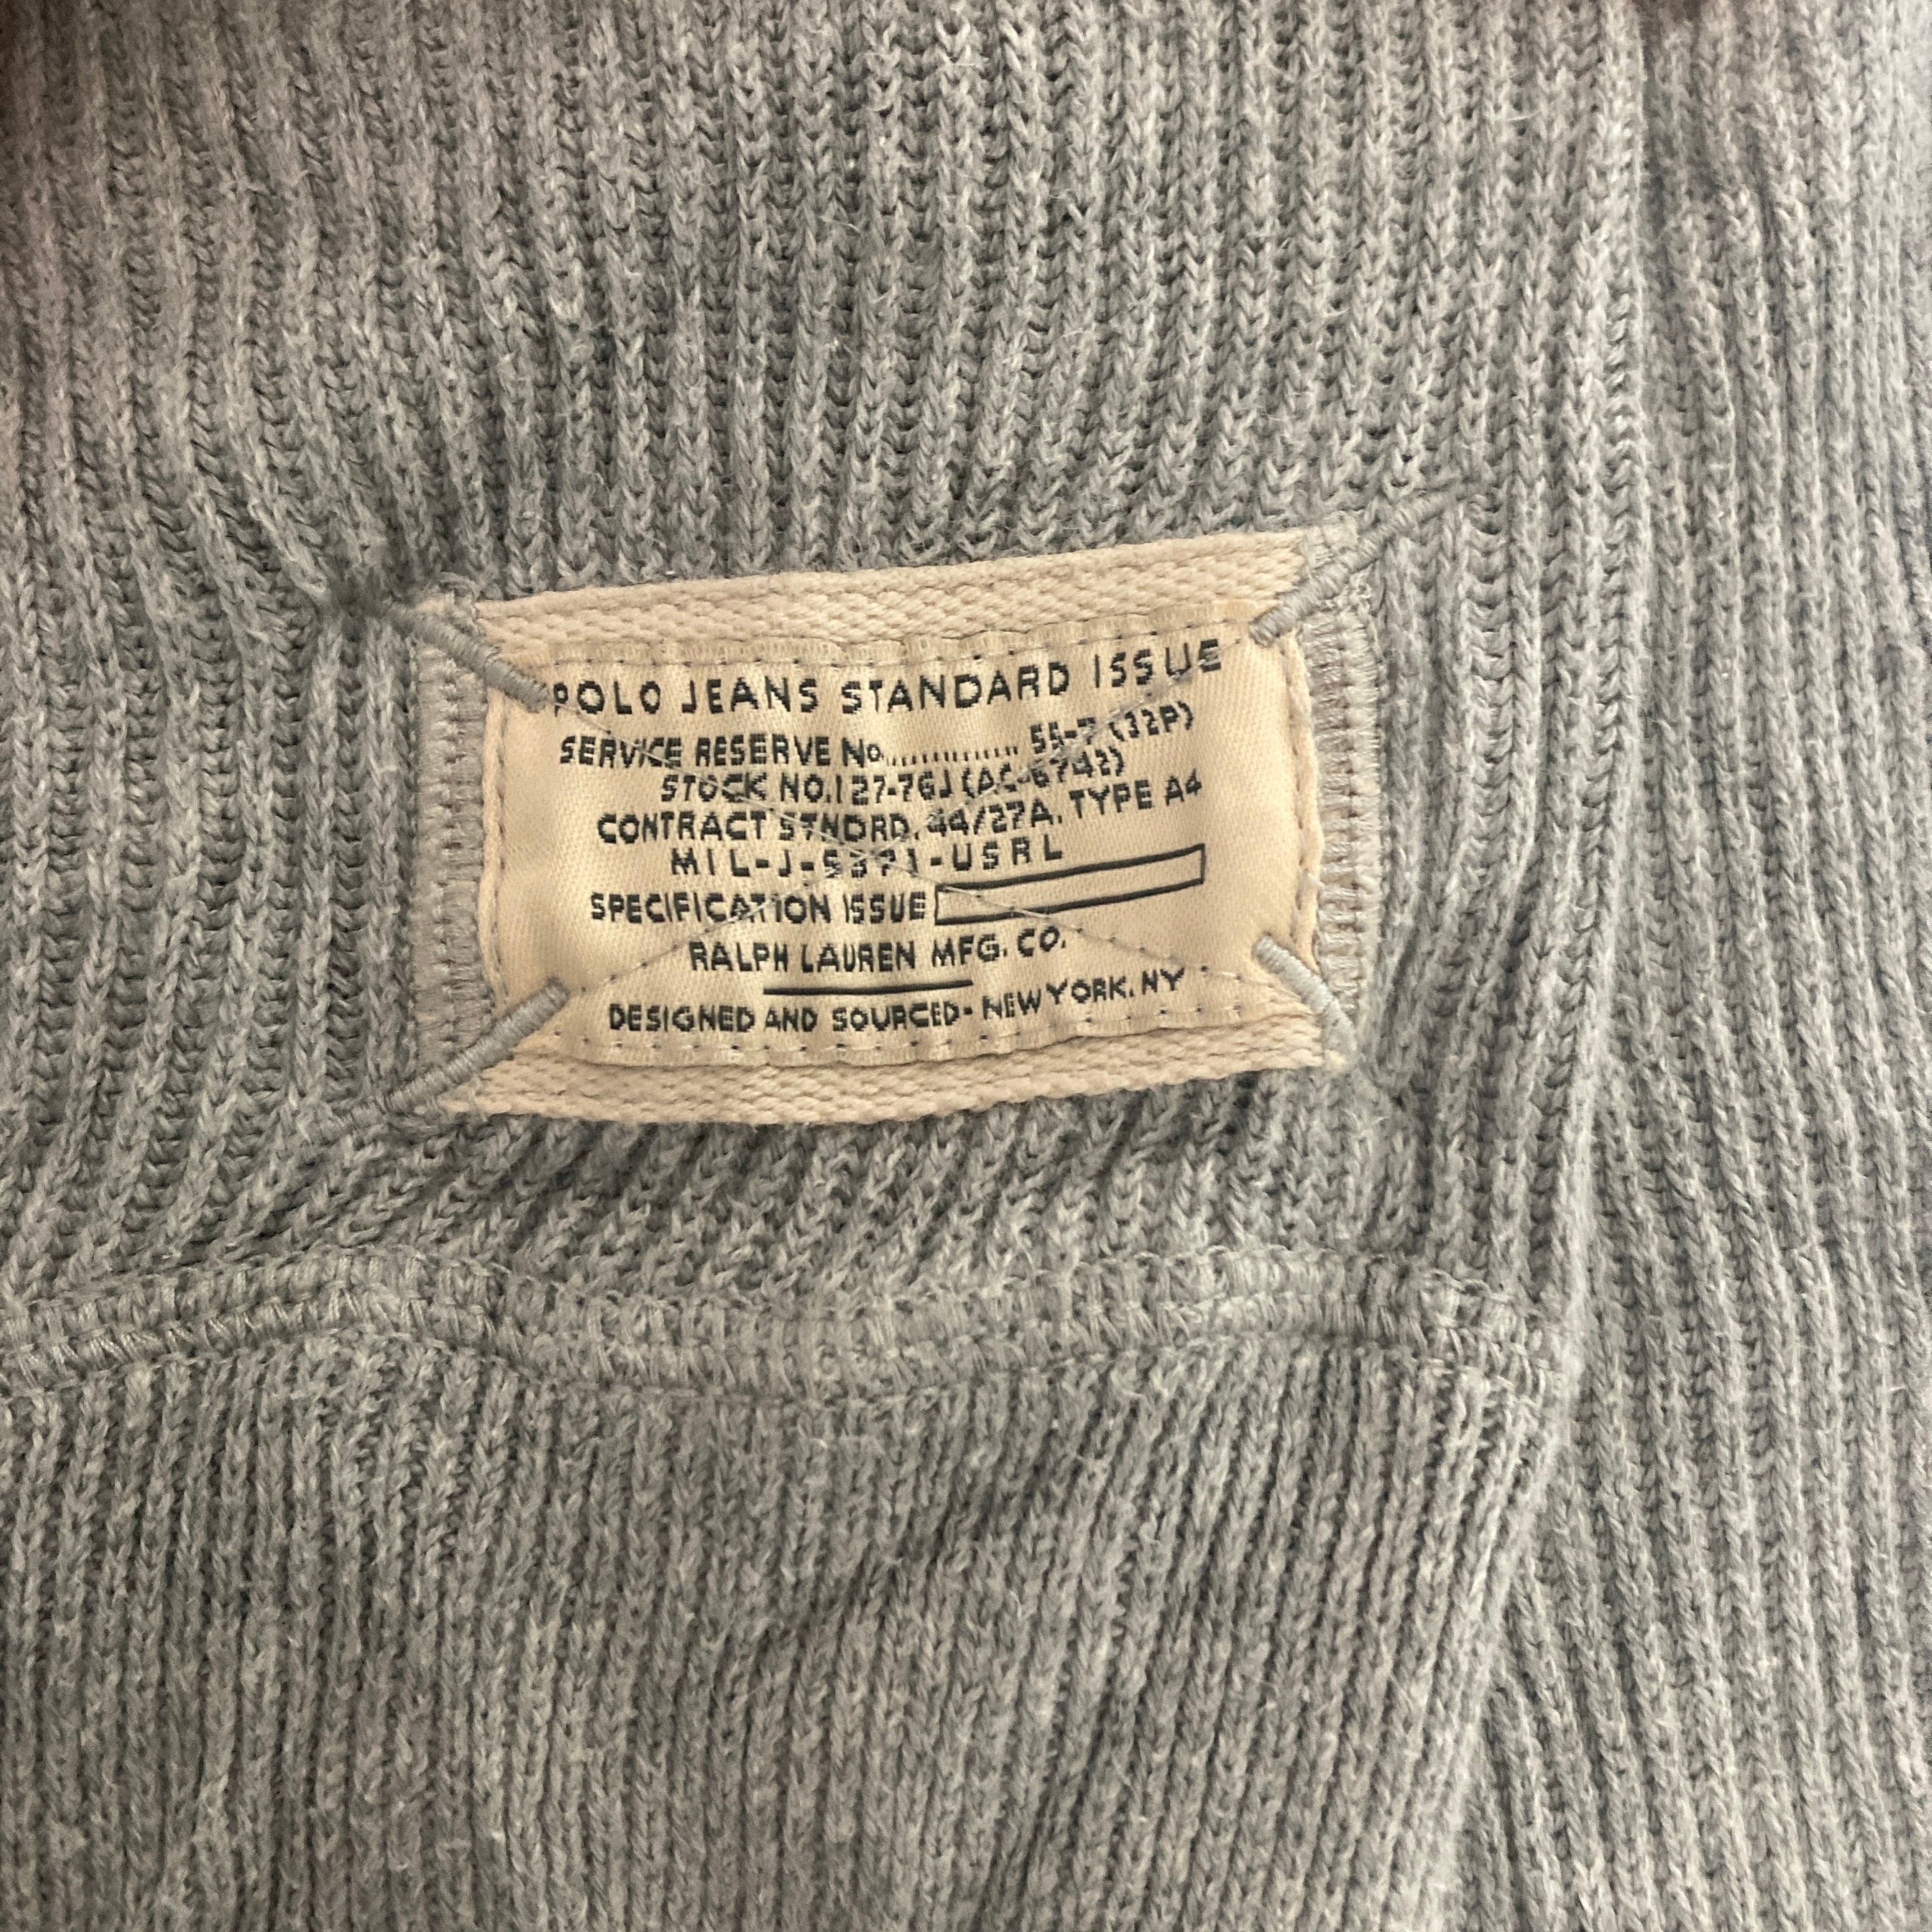 POLO JEANS STANDARD ISSUE
SERVICE RESERVE No............. 55-7 (32P)
STOCK NO.127-76J (AC-6742)
CONTRACT STNDRD. 44/27A. TYPE A4
MIL-J-5391-USRL
SPECIFICATION ISSUE
RALPH LAUREN MFG. CO.
DESIGNED AND SOURCED- NEW YORK. NY